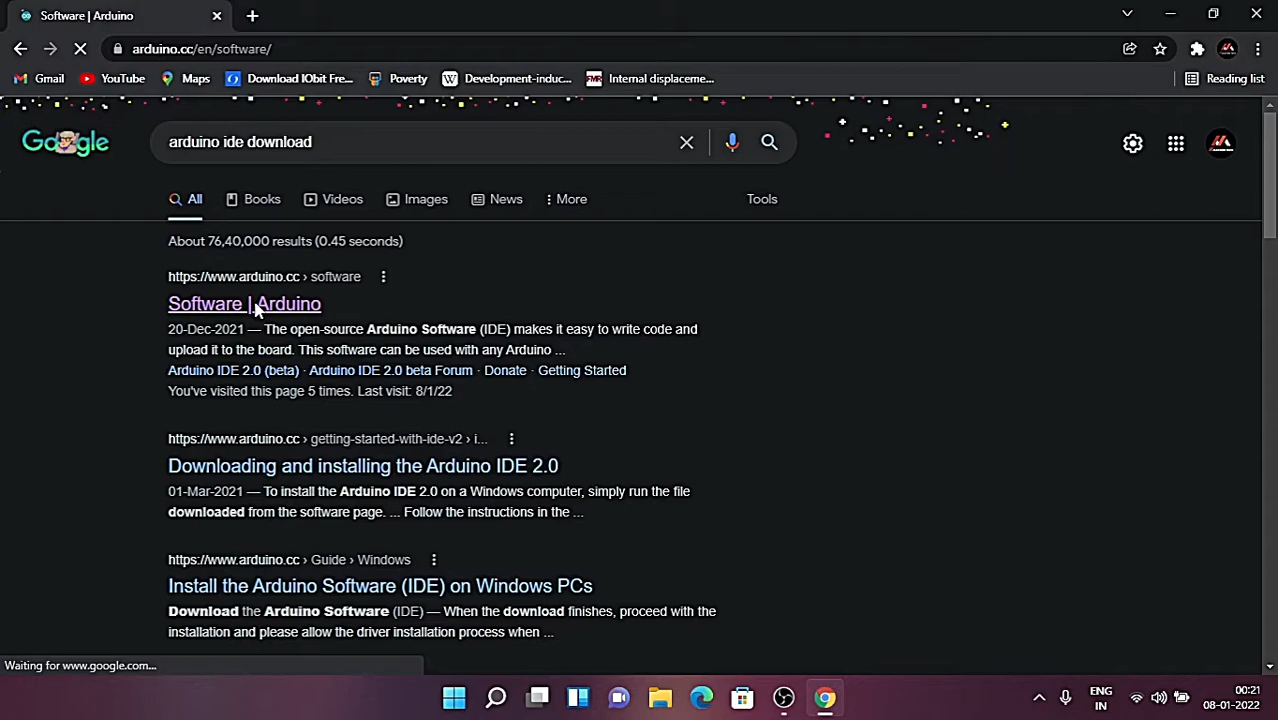 Software | Arduino
arduino.cc/en/software/
Gmail YouTube Maps Download IObit Fre... Poverty Development-induc... Internal displaceme... Reading list
Google arduino ide download
All Books Videos Images News More Tools
About 76,40,000 results (0.45 seconds)
https://www.arduino.cc › software
Software | Arduino
20-Dec-2021 — The open-source Arduino Software (IDE) makes it easy to write code and
upload it to the board. This software can be used with any Arduino ...
Arduino IDE 2.0 (beta) · Arduino IDE 2.0 beta Forum · Donate · Getting Started
You've visited this page 5 times. Last visit: 8/1/22
https://www.arduino.cc › getting-started-with-ide-v2 › i...
Downloading and installing the Arduino IDE 2.0
01-Mar-2021 — To install the Arduino IDE 2.0 on a Windows computer, simply run the file
downloaded from the software page. ... Follow the instructions in the ...
https://www.arduino.cc › Guide › Windows
Install the Arduino Software (IDE) on Windows PCs
Download the Arduino Software (IDE) — When the download finishes, proceed with the
installation and please allow the driver installation process when ...
Waiting for www.google.com...
ENG 00:21
IN 08-01-2022